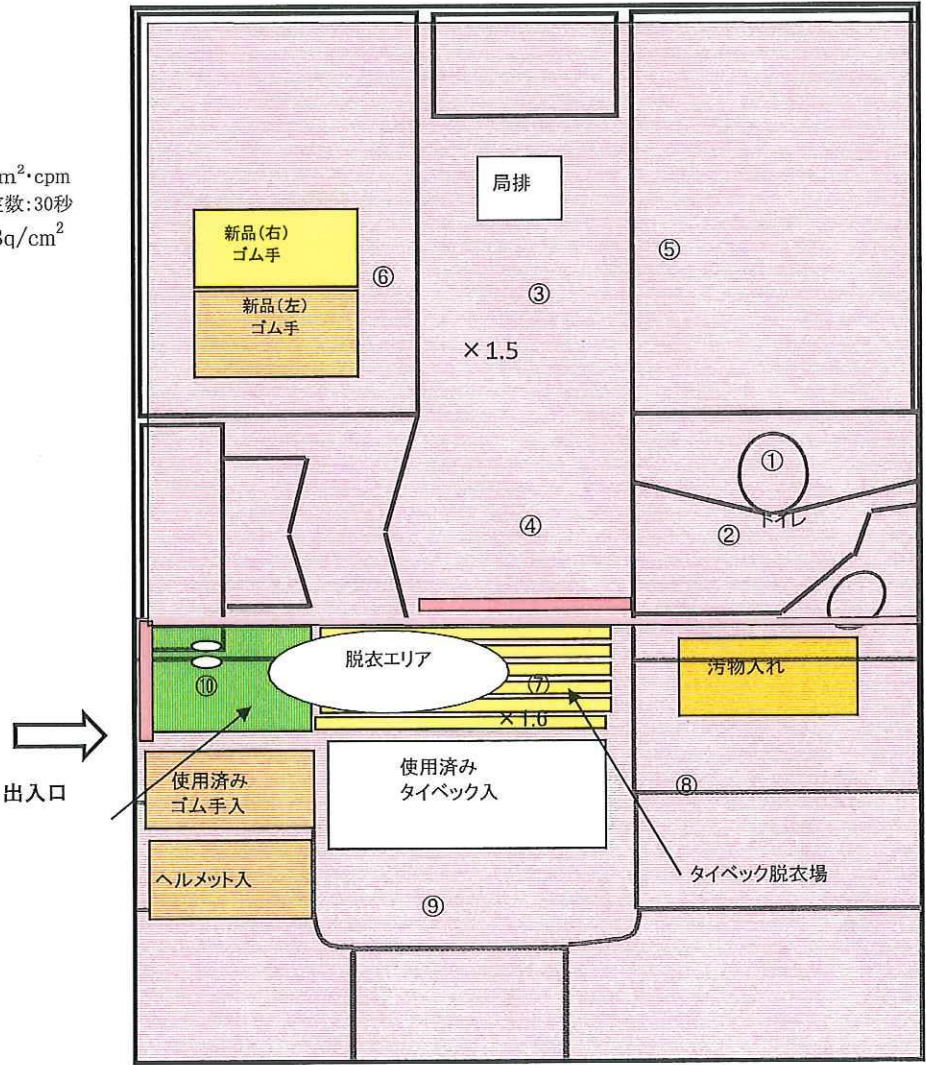 m²・cpm
数:30秒
q/cm²
局排
新品(右)
ゴム手
新品(左)
ゴム手
⑥
③
⑤
×1.5
①
トイレ
④
②
脱衣エリア
⑦
汚物入れ
⑩
×1.6
出入口
使用済み
ゴム手入
使用済み
タイベック入
⑧
ヘルメット入
タイベック脱衣場
⑨